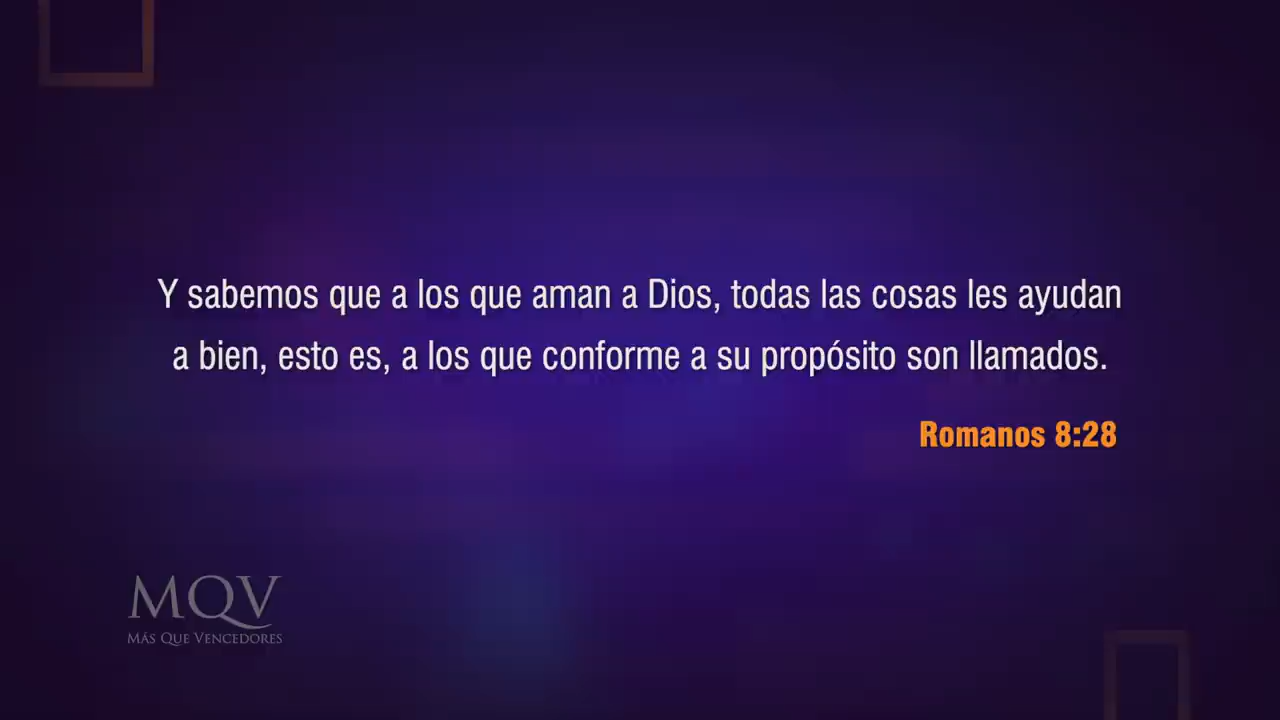 Y sabemos que a los que aman a Dios, todas las cosas les ayudan
a bien, esto es, a los que conforme a su propósito son llamados.
Romanos 8:28
MQV
MÁS QUE VENCEDORES